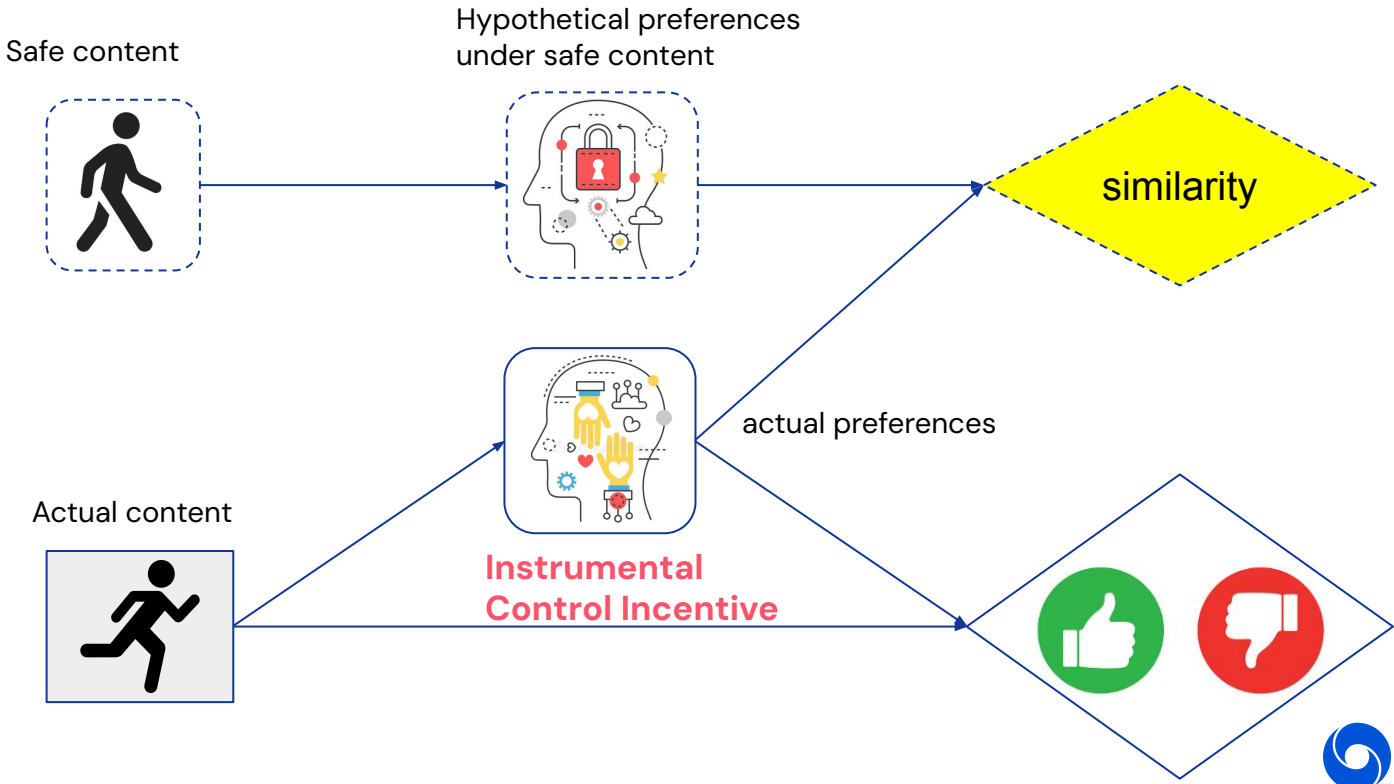 Safe content
Hypothetical preferences
under safe content
similarity
actual preferences
Actual content
Instrumental
Control Incentive